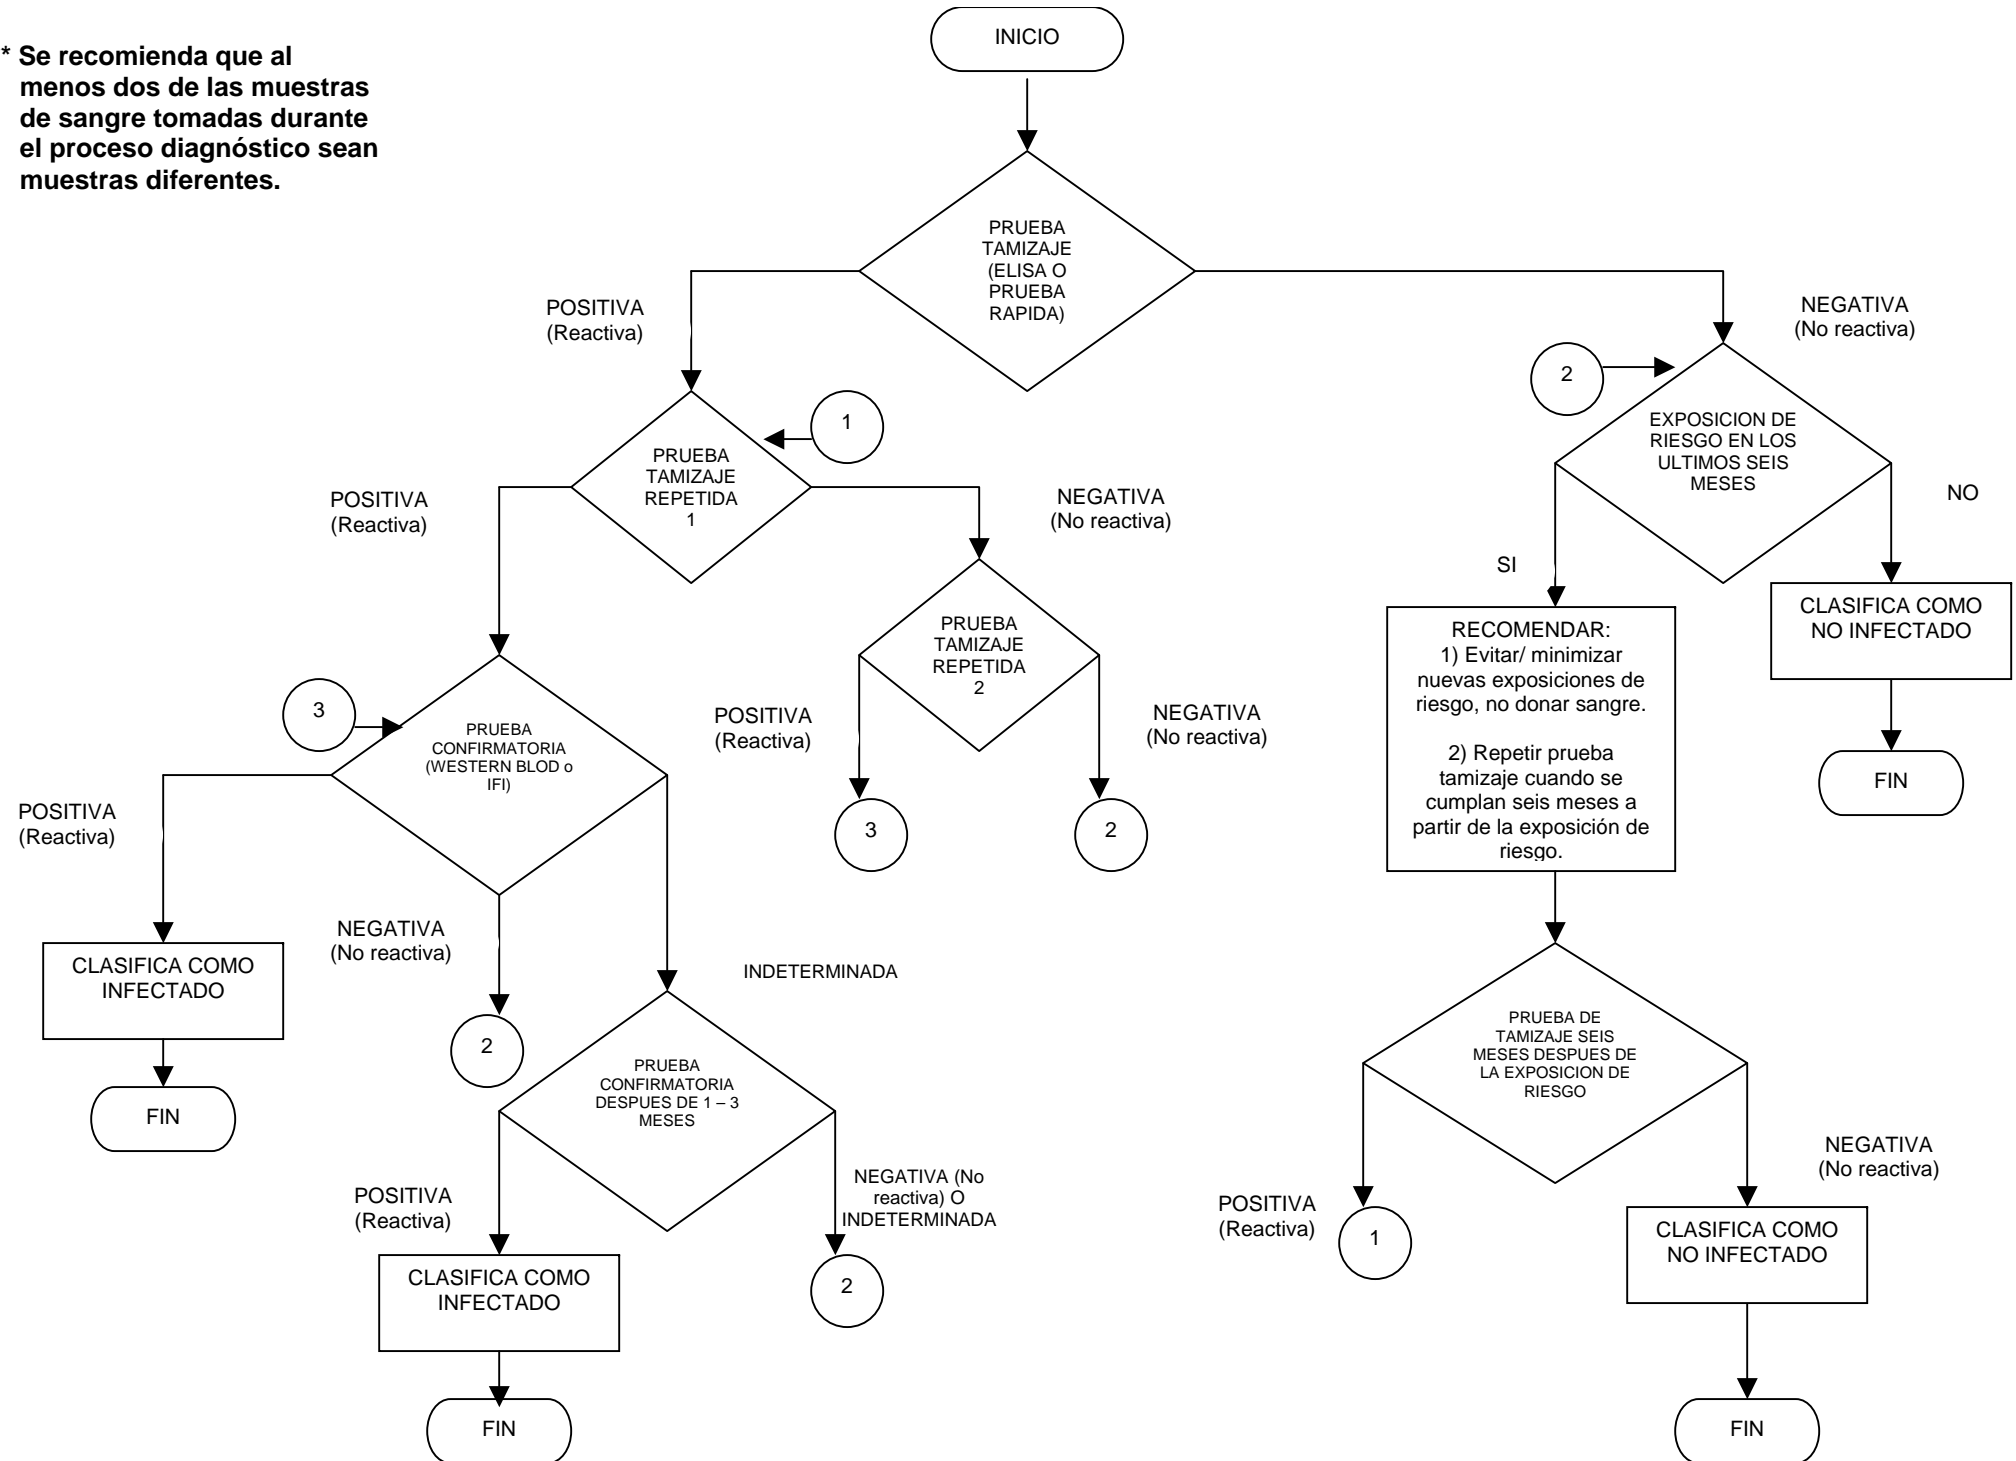 * Se recomienda que al
menos dos de las muestras
de sangre tomadas durante
el proceso diagnóstico sean
muestras diferentes.
INICIO
PRUEBA
TAMIZAJE
(ELISA O
PRUEBA
RAPIDA)
POSITIVA
(Reactiva)
NEGATIVA
(No reactiva)
2
EXPOSICION DE
RIESGO EN LOS
ULTIMOS SEIS
MESES
1
PRUEBA
TAMIZAJE
REPETIDA
1
POSITIVA
(Reactiva)
NEGATIVA
(No reactiva)
NO
SI
PRUEBA
TAMIZAJE
REPETIDA
2
CLASIFICA COMO
NO INFECTADO
RECOMENDAR:
1) Evitar/ minimizar
nuevas exposiciones de
riesgo, no donar sangre.
2) Repetir prueba
tamizaje cuando se
cumplan seis meses a
partir de la exposición de
riesgo.
3
PRUEBA
CONFIRMATORIA
(WESTERN BLOD o
IFI)
POSITIVA
(Reactiva)
NEGATIVA
(No reactiva)
FIN
POSITIVA
(Reactiva)
3
2
NEGATIVA
(No reactiva)
INDETERMINADA
CLASIFICA COMO
INFECTADO
2
PRUEBA
CONFIRMATORIA
DESPUES DE 1 – 3
MESES
PRUEBA DE
TAMIZAJE SEIS
MESES DESPUES DE
LA EXPOSICION DE
RIESGO
FIN
POSITIVA
(Reactiva)
NEGATIVA (No
reactiva) O
INDETERMINADA
POSITIVA
(Reactiva)
NEGATIVA
(No reactiva)
1
CLASIFICA COMO
NO INFECTADO
CLASIFICA COMO
INFECTADO
2
FIN
FIN